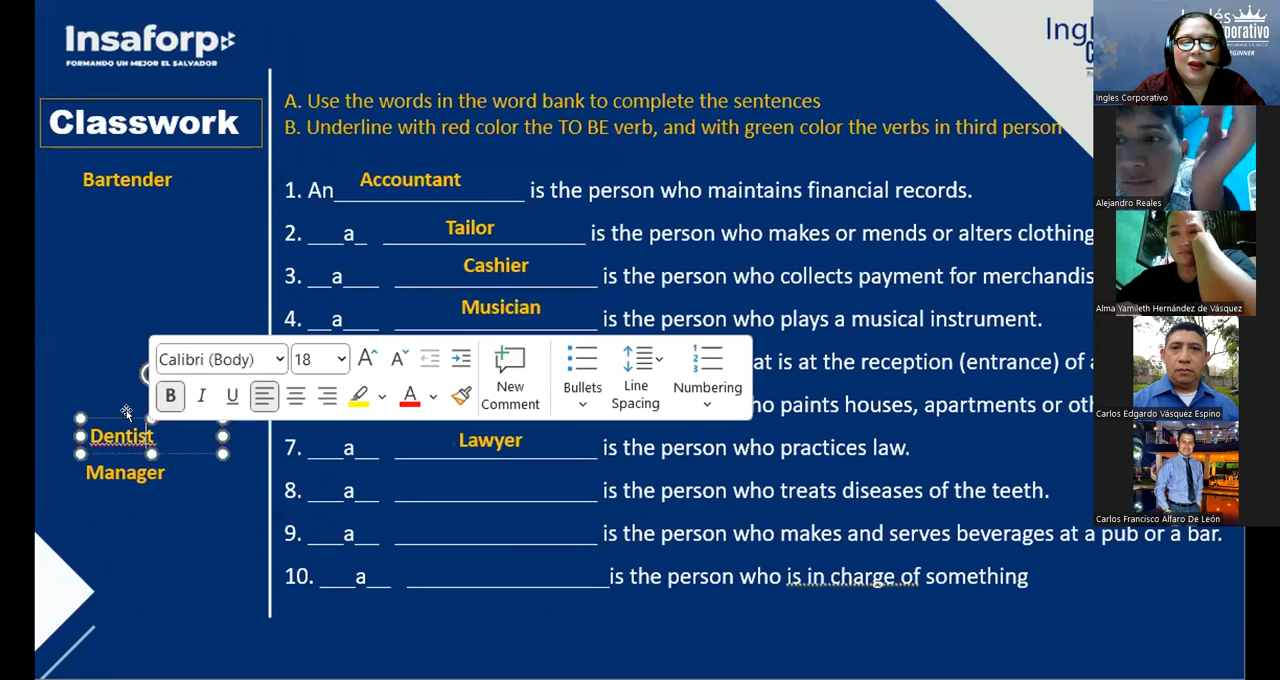 Insaforp
FORMANDO UN MEJOR EL SALVADOR
Classwork
Bartender
Dentist
Manager
A. Use the words in the word bank to complete the sentences
B. Underline with red color the TO BE verb, and with green color the verbs in third person
1. An Accountant is the person who maintains financial records.
2. ___a_ Tailor is the person who makes or mends or alters clothing
3. __a____ Cashier is the person who collects payment for
4. __a____ Musician is the person who plays a musical instrument.
at is at the reception (entrance) of
paints houses, apartments or
7. ___a__ Lawyer is the person who practices law.
8. ___a__ is the person who treats diseases of the teeth.
9. ___a__ is the person who makes and serves beverages at a pub or a bar.
10. ___a__ is the person who is in charge of something
Calibri (Body) 18
B I U A
New Comment
Bullets
Line Spacing
Numbering
Ingles Corporativo
Alejandro Reales
Alma Yamileth Hernández de Vásquez
Carlos Edgardo Vásquez Espino
Carlos Francisco Alfaro De León